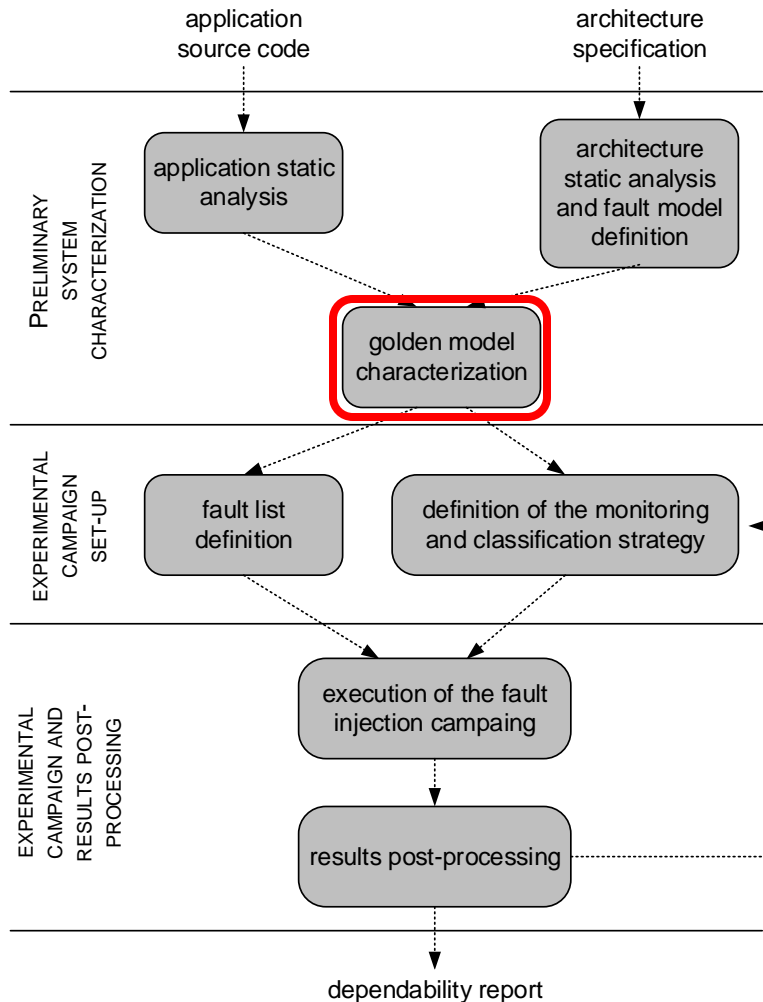 application
source code
architecture
specification
PRELIMINARY
SYSTEM
CHARACTERIZATION
application static
analysis
architecture
static analysis
and fault model
definition
golden model
characterization
EXPERIMENTAL
CAMPAIGN
SET-UP
fault list
definition
definition of the monitoring
and classification strategy
EXPERIMENTAL
CAMPAIGN AND
RESULTS POST-
PROCESSING
execution of the fault
injection campaing
results post-processing
dependability report